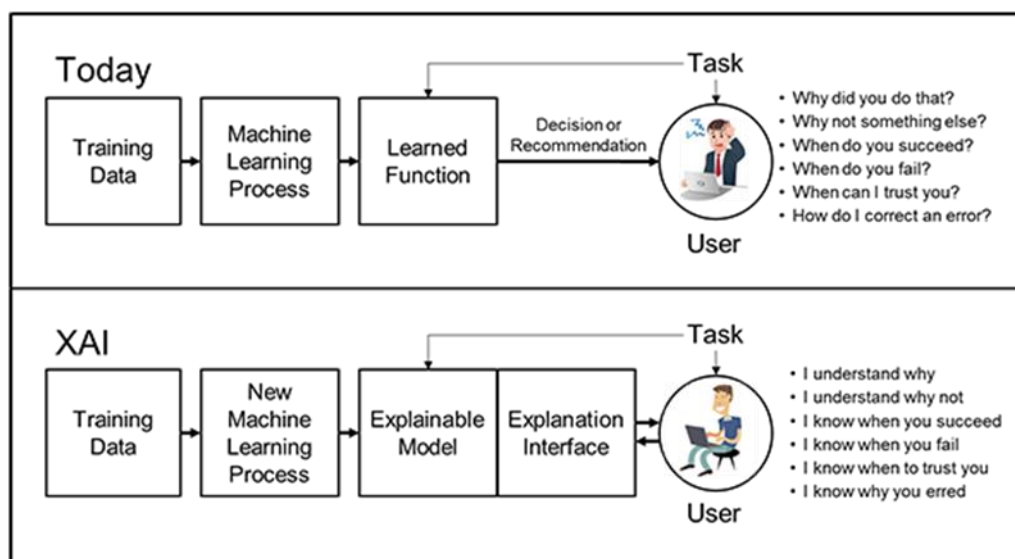 Today
Task
Training
Data
Machine
Learning
Process
Learned
Function
Decision or
Recommendation
User
• Why did you do that?
• Why not something else?
• When do you succeed?
• When do you fail?
• When can I trust you?
• How do I correct an error?
XAI
Task
Training
Data
New
Machine
Learning
Process
Explainable
Model
Explanation
Interface
User
• I understand why
• I understand why not
• I know when you succeed
• I know when you fail
• I know when to trust you
• I know why you erred